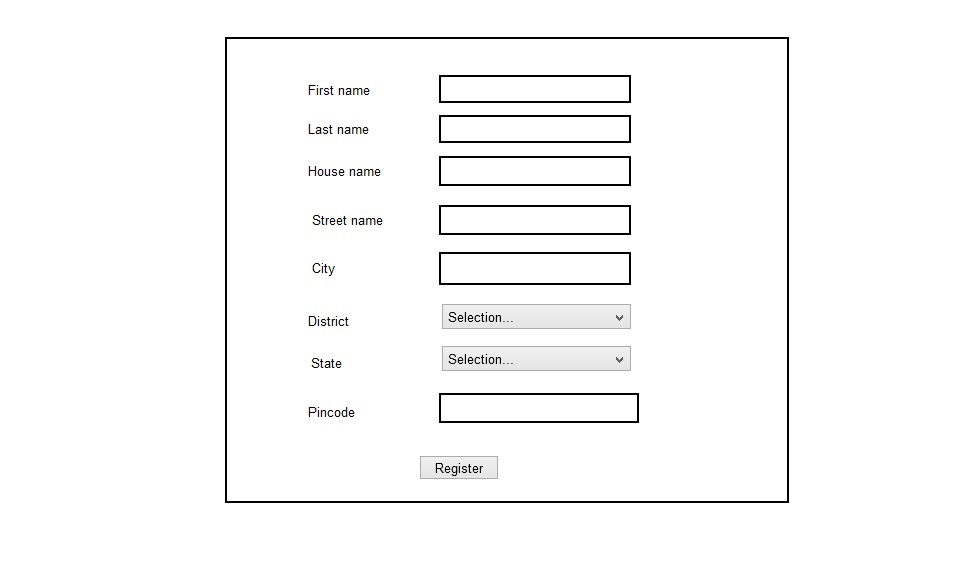 First name
Last name
House name
Street name
City
District Selection...
State Selection...
Pincode
Register